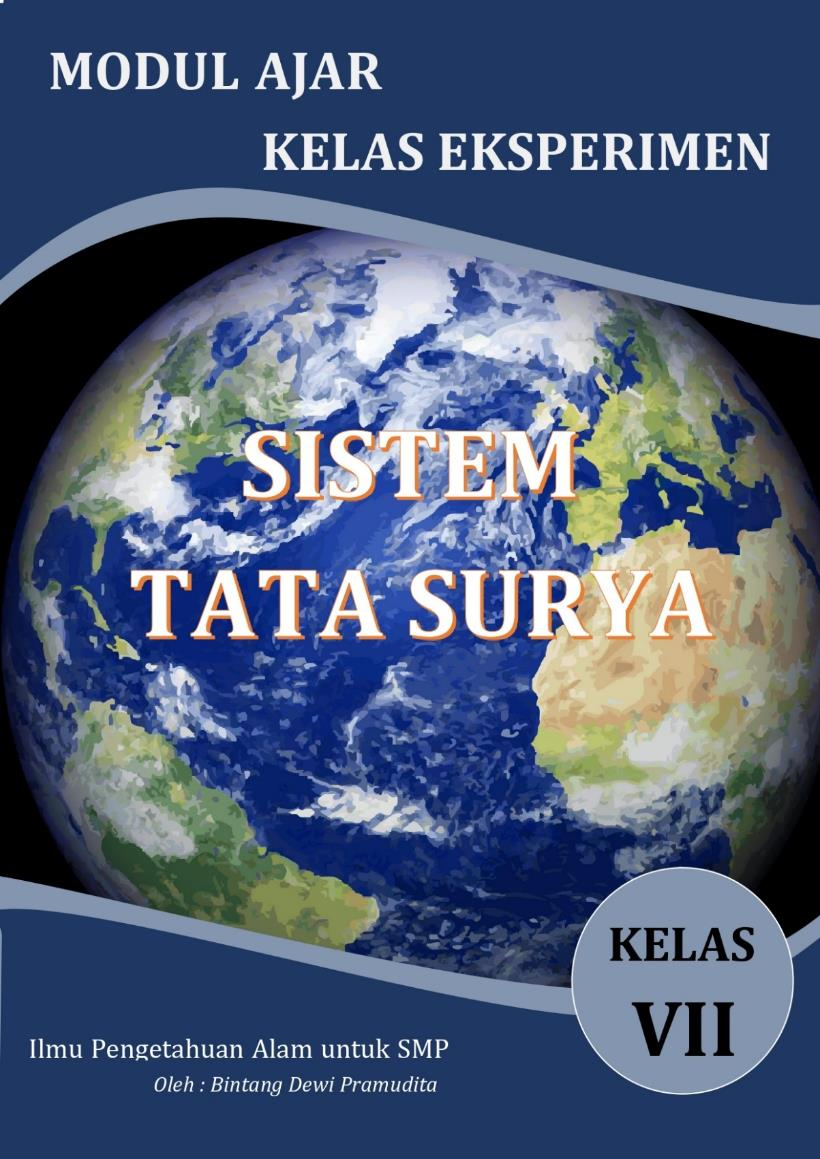 MODUL AJAR
KELAS EKSPERIMEN
SISTEM
TATA SURYA
KELAS
VII
Ilmu Pengetahuan Alam untuk SMP
Oleh : Bintang Dewi Pramudita